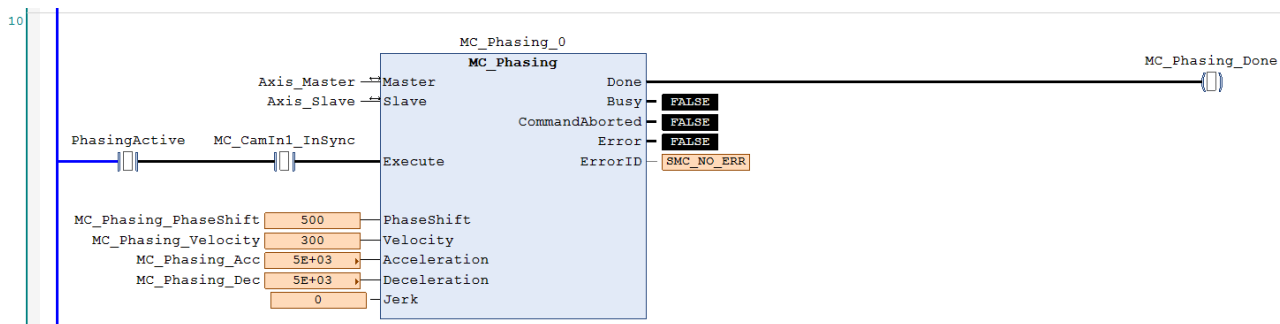 10
MC_Phasing_0
MC_Phasing
MC_Phasing_Done
Axis_Master Master Done
Axis_Slave Slave Busy FALSE
CommandAborted FALSE
PhasingActive MC_CamIn1_InSync Error FALSE
Execute ErrorID SMC_NO_ERR
MC_Phasing_PhaseShift 500 PhaseShift
MC_Phasing_Velocity 300 Velocity
MC_Phasing_Acc 5E+03 Acceleration
MC_Phasing_Dec 5E+03 Deceleration
0 Jerk